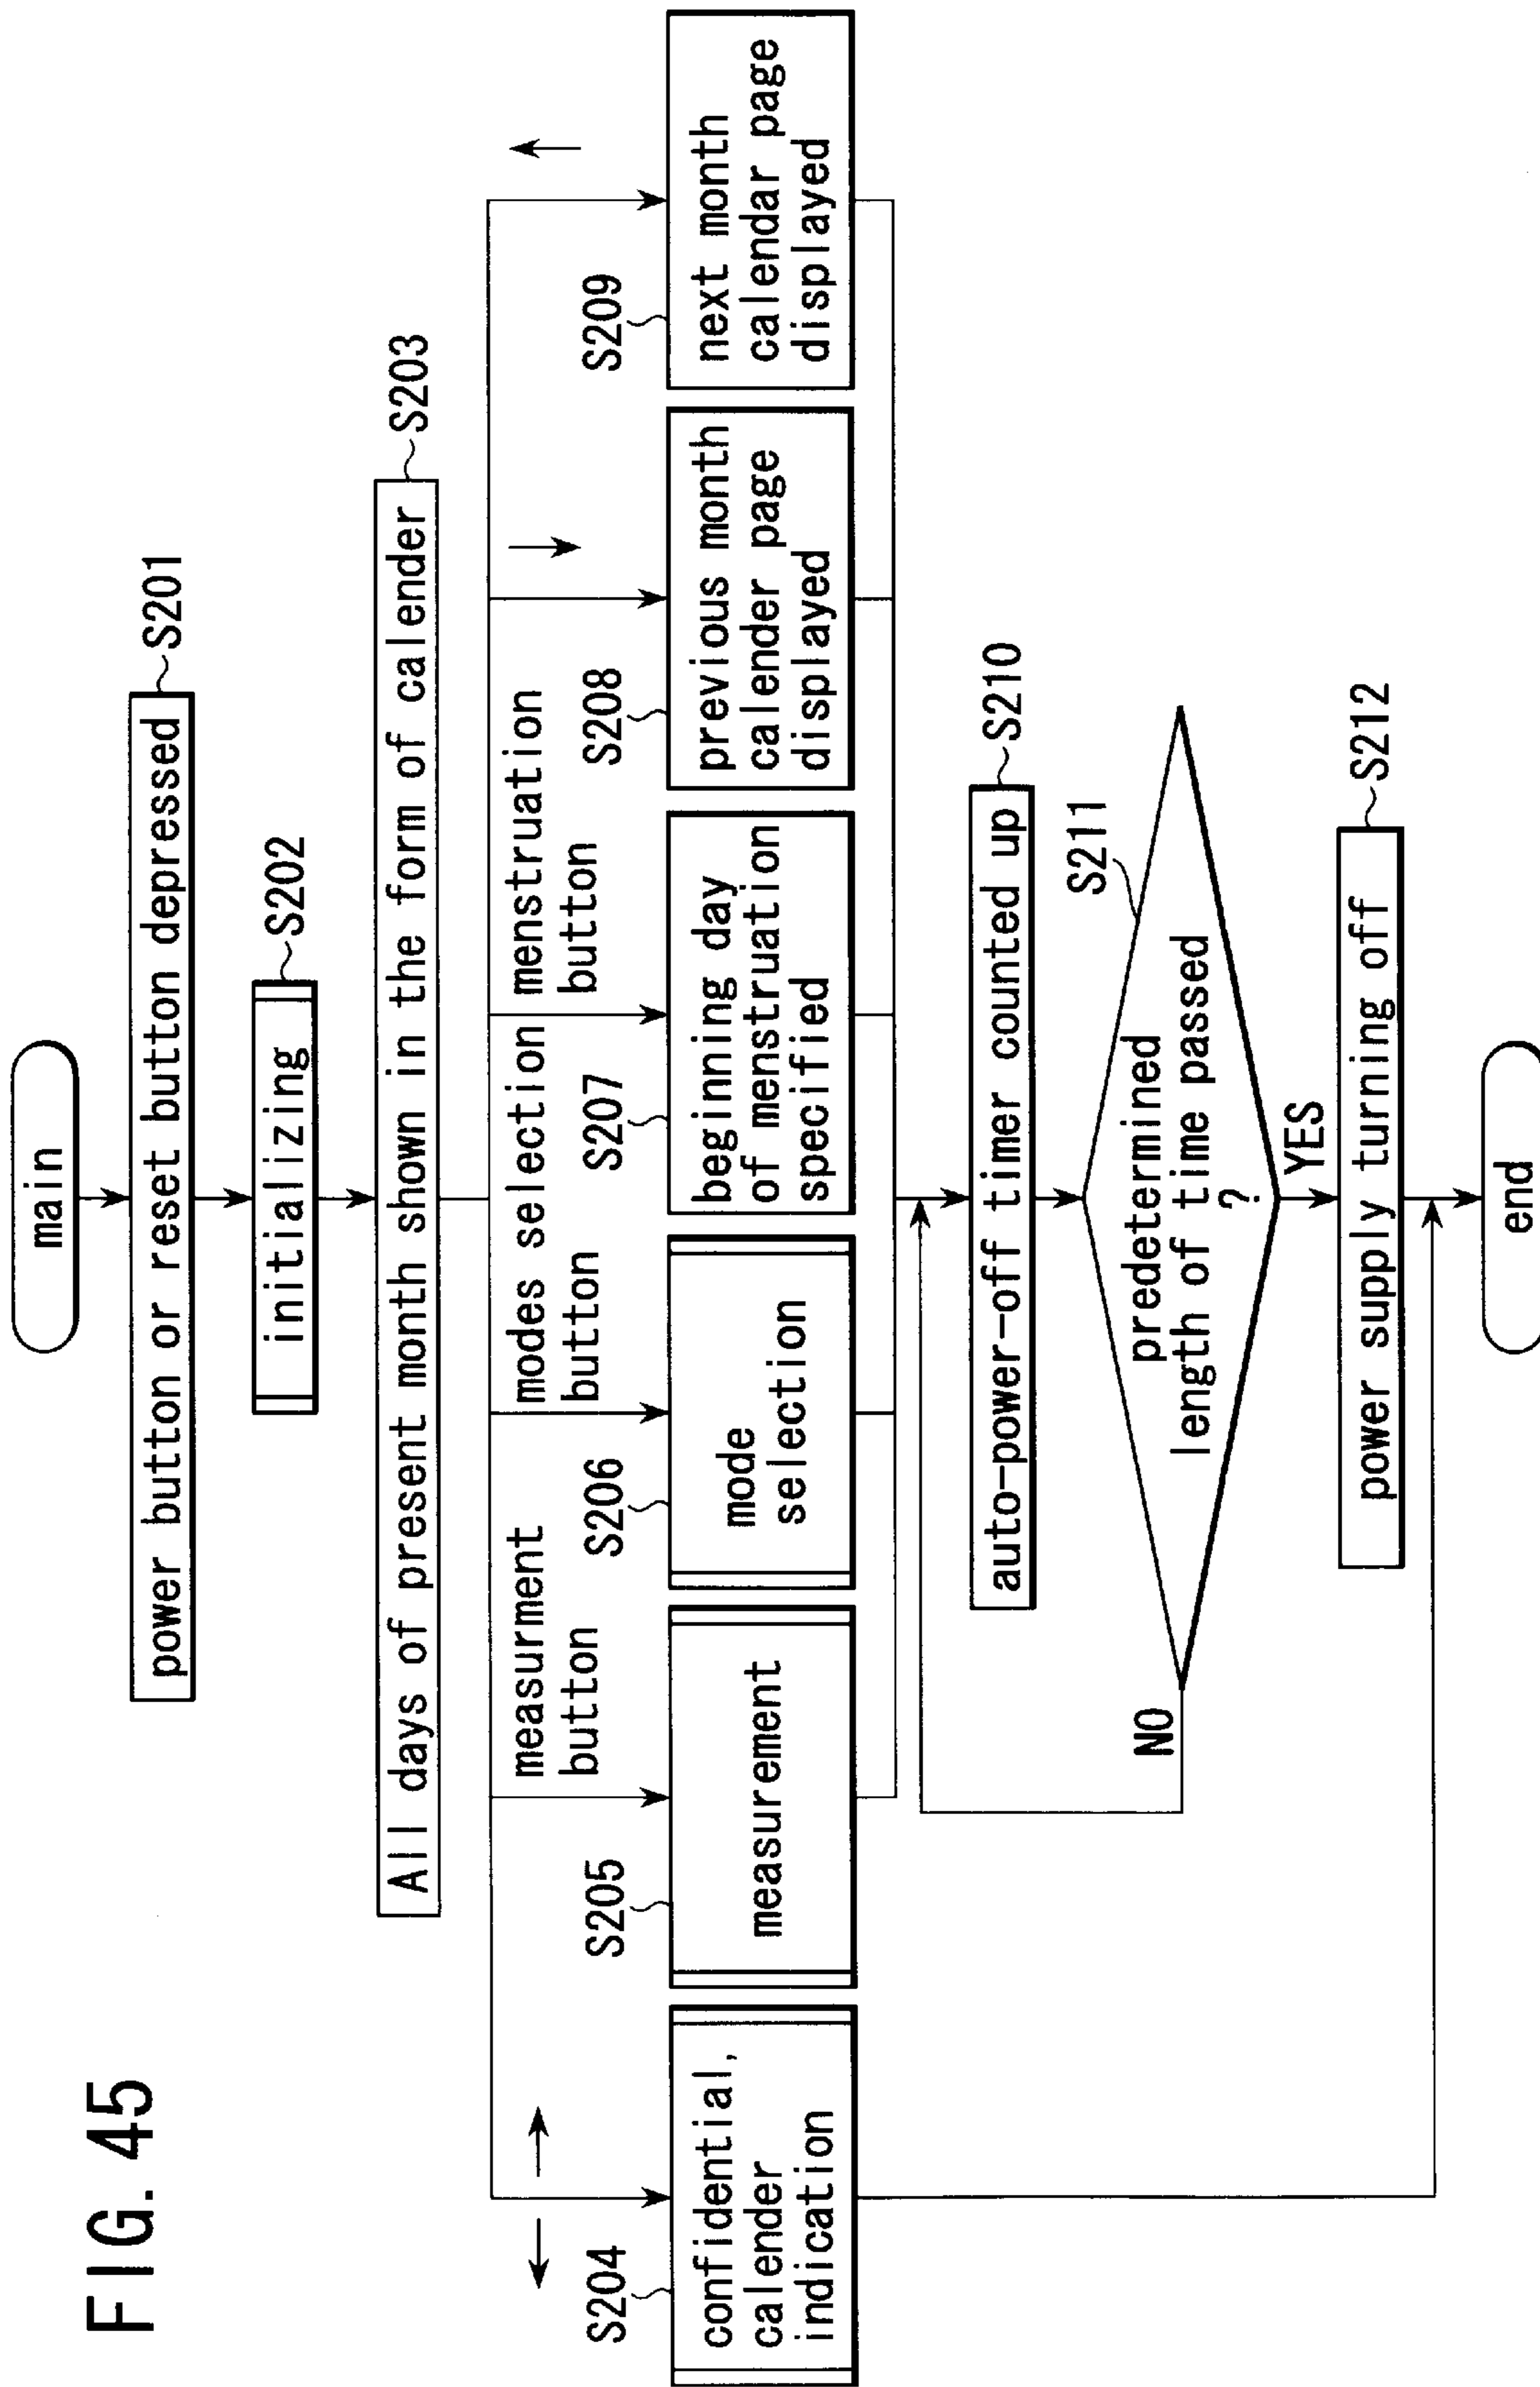 FIG. 45
main
power button or reset button depressed
S201
initializing
S202
All days of present month shown in the form of calender
S203
← →
measurment
button
modes selection
button
menstruation
button
↓
↑
S204
confidential,
calender
indication
S205
measurement
S206
mode
selection
S207
beginning day
of menstruation
specified
S208
previous month
calender page
displayed
S209
next month
calendar page
displayed
auto-power-off timer counted up
S210
S211
predetermined
length of time passed
?
NO
YES
power supply turning off
S212
end